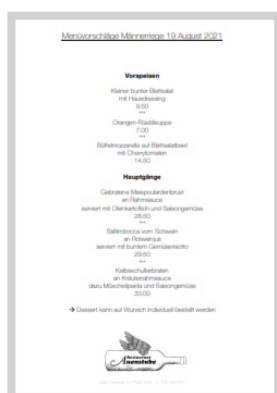 Menüvorschläge Männerriege 19.August 2021
Vorspeisen
Kleiner bunter Blattsalat
mit Hausdressing
9.50
***
Orangen-Rüeblisuppe
7.00
***
Büffelmozzarella auf Blattsalatbeet
mit Cherrytomaten
14.50
Hauptgänge
Gebratene Maispoulardenbrust
an Rahmsauce
serviert mit Ofenkartoffeln und Saisongemüse
28.50
***
Saltimbocca vom Schwein
an Rotweinjus
serviert mit buntem Gemüserisotto
29.50
***
Kalbsschulterbraten
an Kräuterrahmsauce
dazu Müschelipasta und Saisongemüse
33.00
→ Dessert kann auf Wunsch individuell bestellt werden
Restaurant
Auenstube